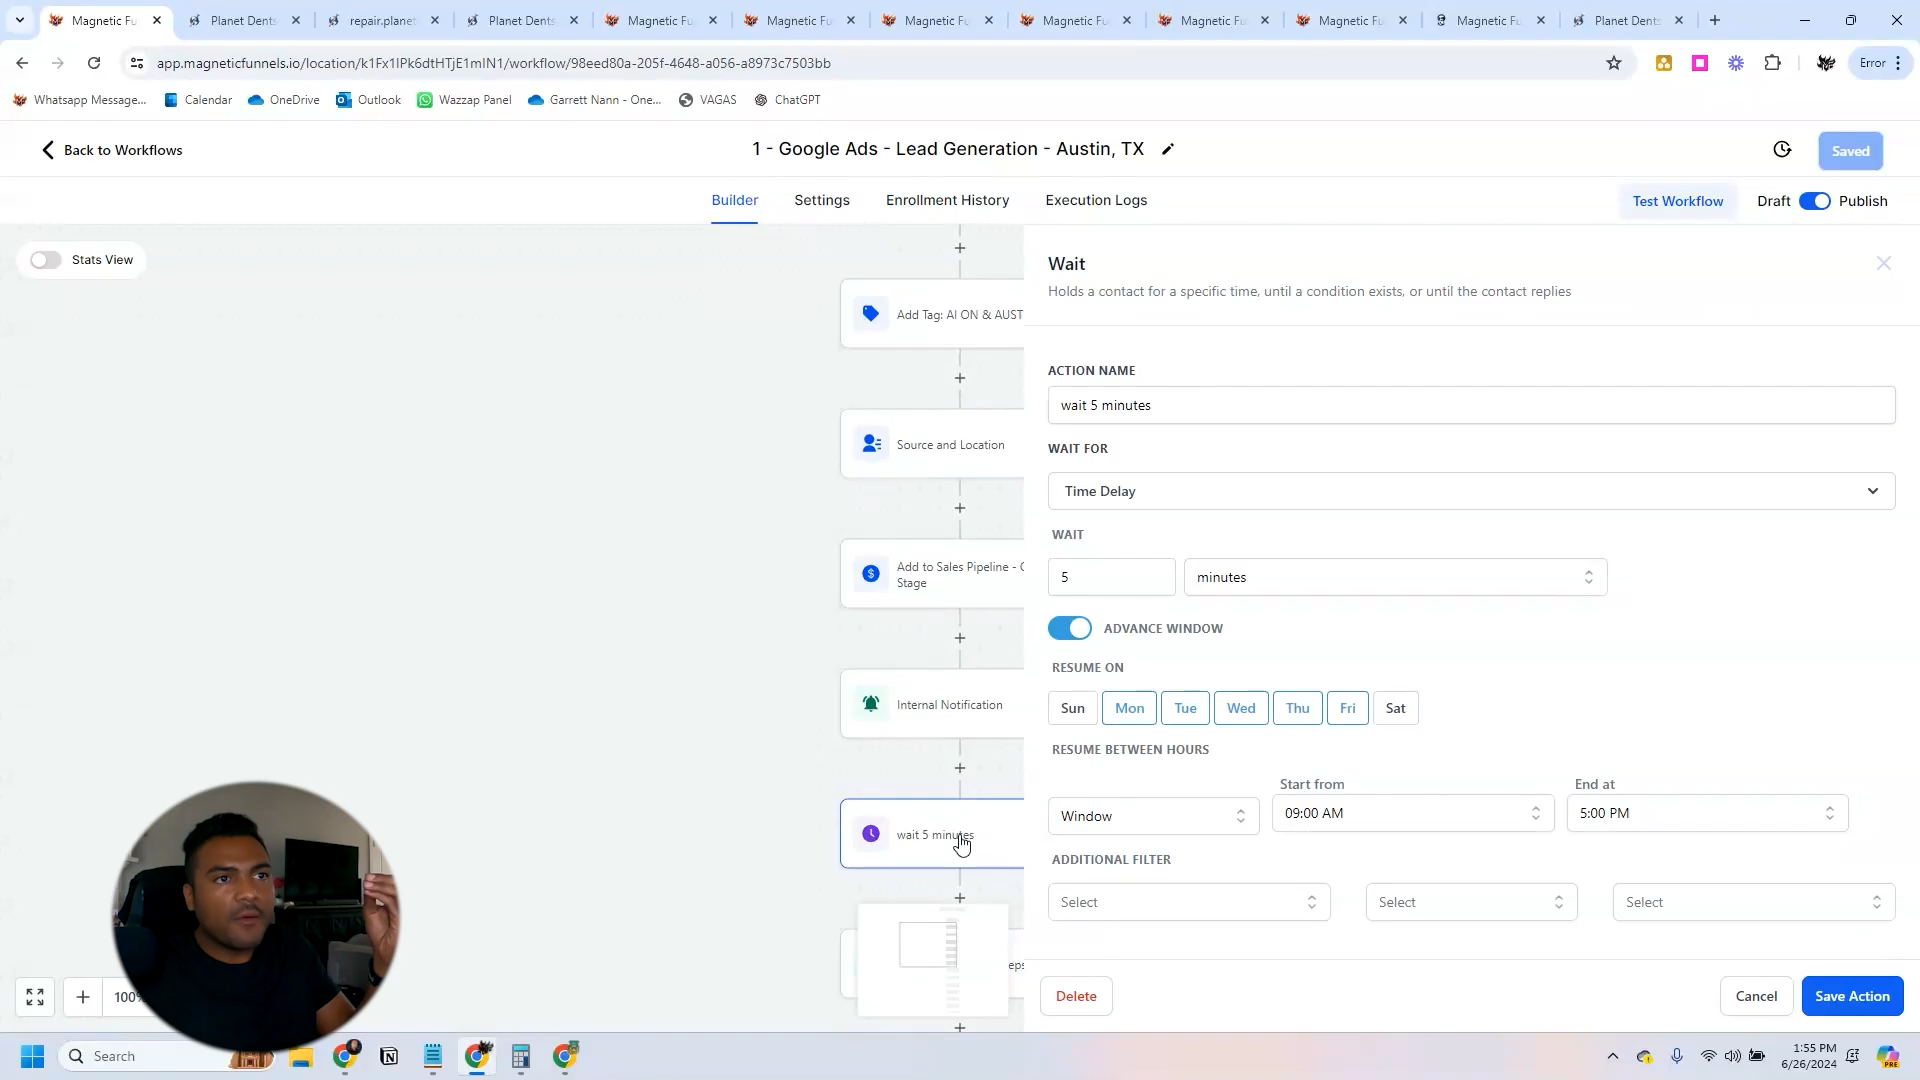 Magnetic Fu
Planet Dents
repair.planet
Planet Dents
Magnetic Fu
Magnetic Fu
Magnetic Fu
Magnetic Fu
Magnetic Fu
Magnetic Fu
Magnetic Fu
Planet Dents
app.magneticfunnels.io/location/k1Fx1IPk6dtHTjE1mIN1/workflow/98eed80a-205f-4648-a056-a8973c7503bb
Error
Whatsapp Message...
Calendar
OneDrive
Outlook
Wazzap Panel
Garrett Nann - One...
VAGAS
ChatGPT
Back to Workflows
1 - Google Ads - Lead Generation - Austin, TX
Saved
Builder
Settings
Enrollment History
Execution Logs
Test Workflow
Draft
Publish
Stats View
Add Tag: AI ON & AUST
Source and Location
Add to Sales Pipeline - C
Stage
Internal Notification
wait 5 minutes
eps
100%
Wait
Holds a contact for a specific time, until a condition exists, or until the contact replies
ACTION NAME
wait 5 minutes
WAIT FOR
Time Delay
WAIT
5
minutes
ADVANCE WINDOW
RESUME ON
Sun
Mon
Tue
Wed
Thu
Fri
Sat
RESUME BETWEEN HOURS
Start from
End at
Window
09:00 AM
5:00 PM
ADDITIONAL FILTER
Select
Select
Select
Delete
Cancel
Save Action
Search
1:55 PM
6/26/2024
PRE